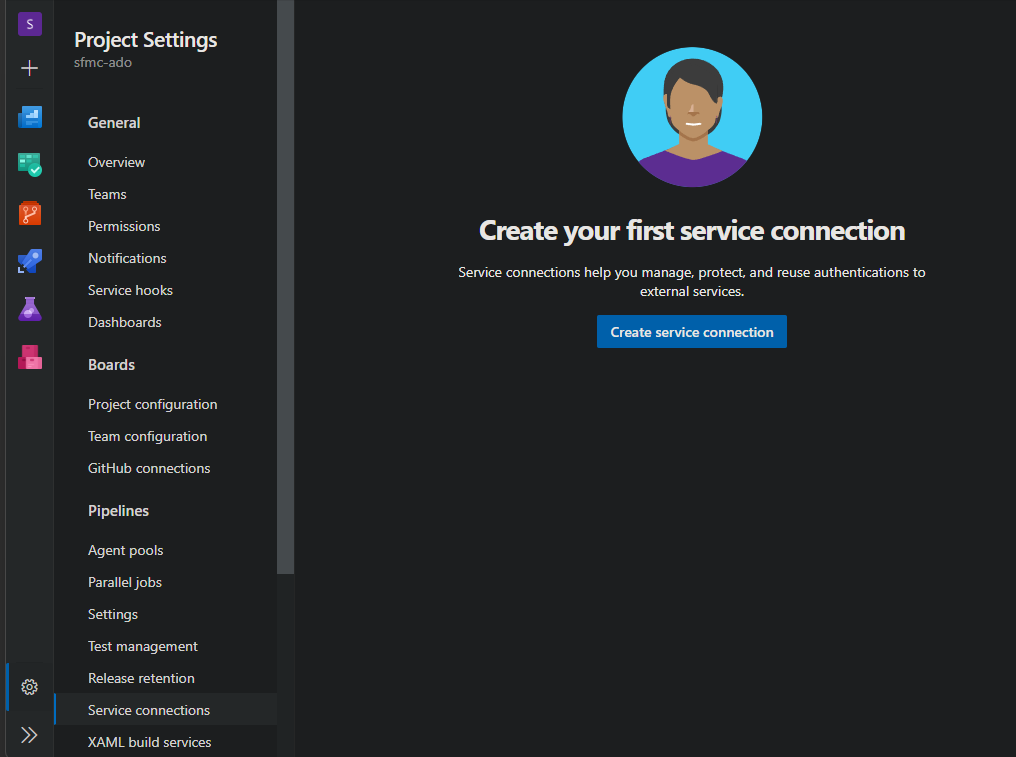 S
Project Settings
sfmc-ado
General
Overview
Teams
Permissions
Notifications
Service hooks
Dashboards
Boards
Project configuration
Team configuration
GitHub connections
Pipelines
Agent pools
Parallel jobs
Settings
Test management
Release retention
Service connections
XAML build services
Create your first service connection
Service connections help you manage, protect, and reuse authentications to
external services.
Create service connection